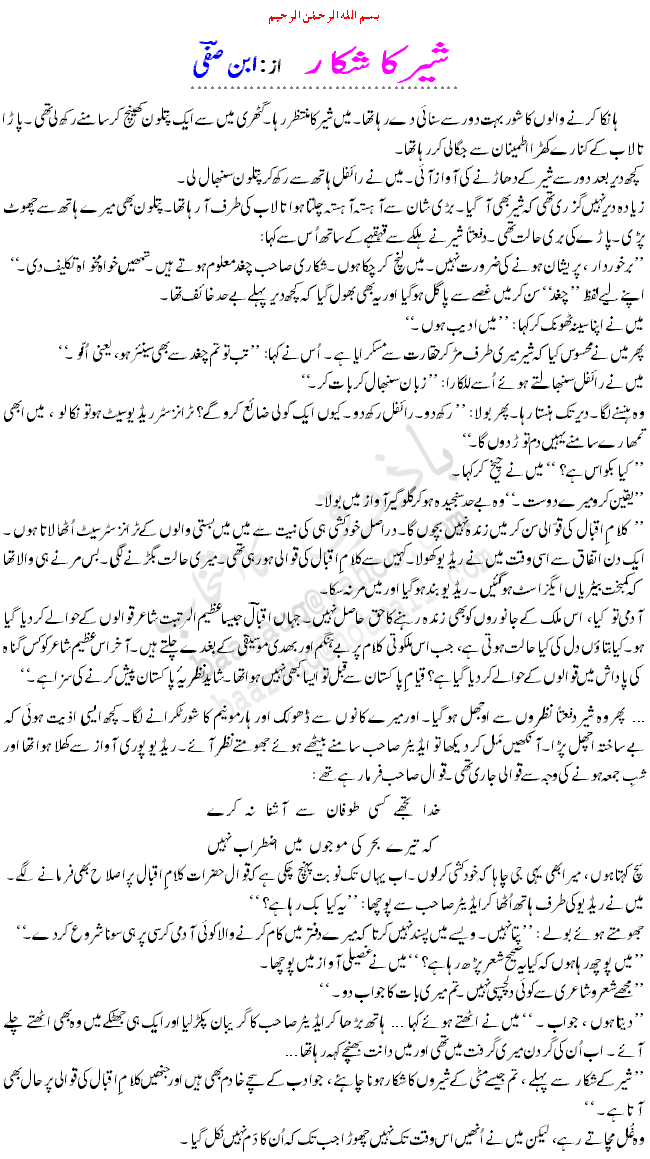 بسم اللہ الرحمٰن الرحیم
شیر کا شکار از: ابن صفی
ہانکا کرنے والوں کا شور بہت دور سے سنائی دے رہا تھا۔ میں شیر کا منتظر رہا۔ گٹھری میں سے ایک پتلون کھینچ کر سامنے رکھ لی تھی۔ پاڑا
تالاب کے کنارے کھڑا اطمینان سے جگالی کر رہا تھا۔
کچھ دیر بعد دور سے شیر کے دھاڑنے کی آواز آئی۔ میں نے رائفل ہاتھ سے رکھ کر پتلون سنبھال لی۔
زیادہ دیر نہیں گزری تھی کہ شیر بھی آ گیا۔ بڑی شان سے آہستہ آہستہ چلتا ہوا تالاب کی طرف آ رہا تھا۔ پتلون بھی میرے ہاتھ سے چھوٹ
پڑی۔ پاڑے کی بری حالت تھی۔ دفعتاً شیر نے ہلکے سے قہقہے کے ساتھ اُس سے کہا:
’’برخوردار، پریشان ہونے کی ضرورت نہیں۔ میں لنچ کر چکا ہوں۔ شکاری صاحب چغد معلوم ہوتے ہیں۔ تمھیں خواہ مخواہ تکلیف دی۔‘‘
اپنے لیے لفظ ’’چغد‘‘ سن کر میں غصے سے پاگل ہو گیا اور یہ بھی بھول گیا کہ کچھ دیر پہلے بے حد خائف تھا۔
میں نے اپنا سینہ ٹھونک کر کہا: ’’میں ادیب ہوں۔‘‘
پھر میں نے محسوس کیا کہ شیر میری طرف مڑ کر حقارت سے مسکرایا ہے۔ اُس نے کہا: ’’تب تو تم چغد سے بھی سینئر ہو، یعنی اُلو۔‘‘
میں نے رائفل سنبھالتے ہوئے اُسے للکارا: ’’زبان سنبھال کر بات کر۔‘‘
وہ ہنسنے لگا۔ دیر تک ہنستا رہا۔ پھر بولا: ’’رکھ دو۔ رائفل رکھ دو۔ کیوں ایک گولی ضائع کرو گے؟ ٹرانزسٹر ریڈیو سیٹ ہو تو نکالو، میں ابھی
تمھارے سامنے یہیں دم توڑ دوں گا۔‘‘
’’کیا بکواس ہے؟‘‘ میں نے چیخ کر کہا۔
’’یقین کرو میرے دوست۔‘‘ وہ بے حد سنجیدہ ہو کر گلوگیر آواز میں بولا۔
’’کلامِ اقبال کی قوالی سن کر میں زندہ نہیں بچوں گا۔ دراصل خودکشی ہی کی نیت سے میں بستی والوں کے ٹرانزسٹر سیٹ اُٹھا لاتا ہوں۔
ایک دن اتفاق سے اسی وقت میں نے ریڈیو کھولا۔ کہیں سے کلامِ اقبال کی قوالی ہو رہی تھی۔ میری حالت بگڑنے لگی۔ بس مرنے ہی والا تھا
کہ کمبخت بیٹریاں ایگزاسٹ ہو گئیں۔ ریڈیو بند ہو گیا اور میں مر نہ سکا۔
آدمی تو کیا، اس ملک کے جانوروں کو بھی زندہ رہنے کا حق حاصل نہیں۔ جہاں اقبال جیسا عظیم المرتبت شاعر قوالوں کے حوالے کر دیا گیا
ہو۔ کیا بتاؤں دل کی کیا حالت ہوتی ہے، جب اس ملکوتی کلام پر بے ہنگم اور بھدی موسیقی کے بغدے چلتے ہیں۔ آخر اس عظیم شاعر کو کس گناہ
کی پاداش میں قوالوں کے حوالے کر دیا گیا ہے؟ قیامِ پاکستان سے قبل تو ایسا کبھی نہیں ہوا تھا۔ شاید نظریۂ پاکستان پیش کرنے کی سزا ہے۔‘‘
... پھر وہ شیر دفعتاً نظروں سے اوجھل ہو گیا۔ اور میرے کانوں سے ڈھولک اور ہارمونیم کا شور ٹکرانے لگا۔ کچھ ایسی اذیت ہوئی کہ
بے ساختہ اچھل پڑا۔ آنکھیں مَل کر دیکھا تو ایڈیٹر صاحب سامنے بیٹھے ہوئے جھومتے نظر آئے۔ ریڈیو پوری آواز سے کھلا ہوا تھا اور
شبِ جمعہ ہونے کی وجہ سے قوالی جاری تھی۔ قوال صاحب فرما رہے تھے:
خدا تجھے کسی طوفان سے آشنا نہ کرے
کہ تیرے بحر کی موجوں میں اضطراب نہیں
سچ کہتا ہوں، میرا بھی یہی جی چاہا کہ خودکشی کر لوں۔ اب یہاں تک نوبت پہنچ چکی ہے کہ قوال حضرات کلامِ اقبال پر اصلاح بھی فرمانے لگے۔
میں نے ریڈیو کی طرف ہاتھ اُٹھا کر ایڈیٹر صاحب سے پوچھا: ’’یہ کیا بک رہا ہے؟‘‘
جھومتے ہوئے بولے: ’’پتا نہیں۔ ویسے میں پسند نہیں کرتا کہ میرے دفتر میں کام کرنے والا کوئی آدمی کرسی پر ہی سونا شروع کر دے۔‘‘
’’میں پوچھ رہا ہوں کہ کیا یہ صحیح شعر پڑھ رہا ہے؟‘‘ میں نے غصیلی آواز میں پوچھا۔
’’مجھے شعر و شاعری سے کوئی دلچسپی نہیں۔ تم میری بات کا جواب دو۔‘‘
’’دیتا ہوں، جواب۔‘‘ میں نے اٹھتے ہوئے کہا ... ہاتھ بڑھا کر ایڈیٹر صاحب کا گریبان پکڑ لیا اور ایک ہی جھٹکے میں وہ بھی اٹھتے چلے
آئے۔ اب اُن کی گردن میری گرفت میں تھی اور میں دانت بھینچے کہہ رہا تھا ...
’’شیر کے شکار سے پہلے، تم جیسے مٹی کے شیروں کا شکار ہونا چاہئے، جو ادب کے سچے خادم بھی ہیں اور جنھیں کلامِ اقبال کی قوالی پر حال بھی
آتا ہے۔‘‘
وہ غُل مچاتے رہے، لیکن میں نے اُنھیں اس وقت تک نہیں چھوڑا جب تک کہ اُن کا دَم نہیں نکل گیا۔